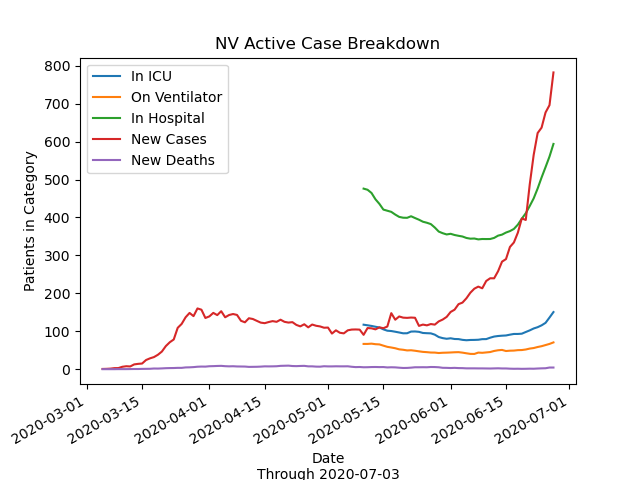 NV Active Case Breakdown
Patients in Category
800
700
600
500
400
300
200
100
0
In ICU
On Ventilator
In Hospital
New Cases
New Deaths
2020-03-01
2020-03-15
2020-04-01
2020-04-15
2020-05-01
2020-05-15
2020-06-01
2020-06-15
2020-07-01
Date
Through 2020-07-03